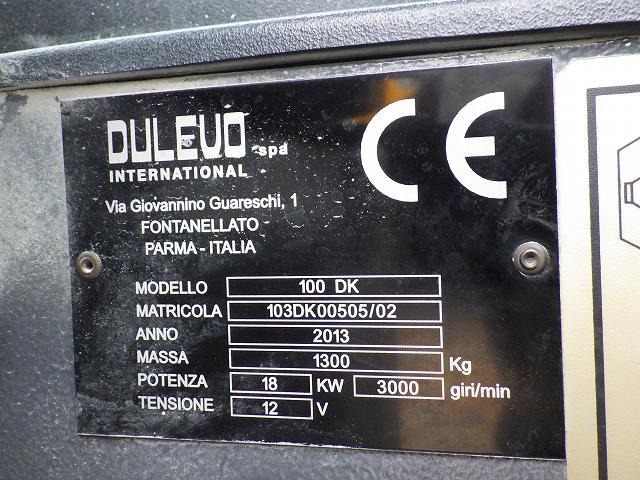 DULEVO spa
INTERNATIONAL
CE
Via Giovannino Guareschi, 1
FONTANELLATO
PARMA - ITALIA
MODELLO 100 DK
MATRICOLA 103DK00505/02
ANNO 2013
MASSA 1300 Kg
POTENZA 18 KW 3000 giri/min
TENSIONE 12 V